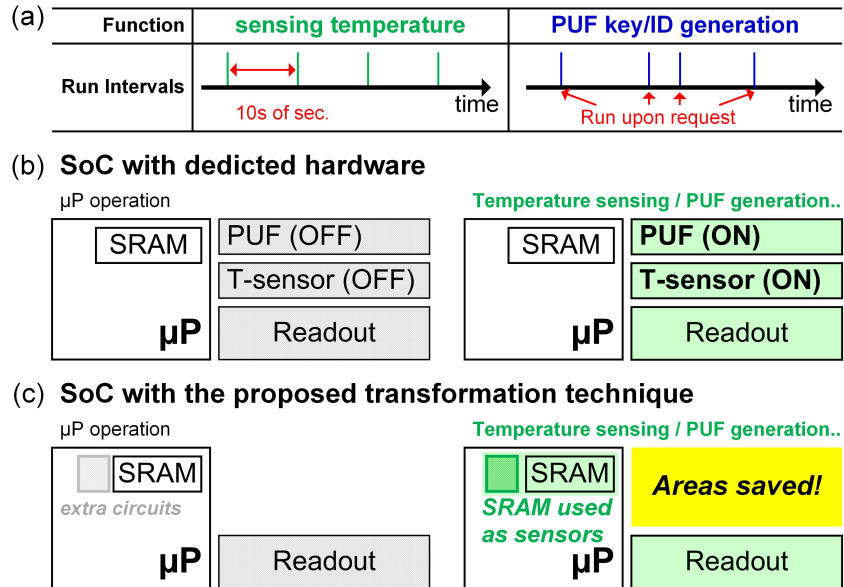 (a)
Function
sensing temperature
PUF key/ID generation
Run Intervals
10s of sec.
time
Run upon request
time
(b) SoC with dedicted hardware
µP operation
Temperature sensing / PUF generation..
SRAM
PUF (OFF)
T-sensor (OFF)
µP
Readout
SRAM
PUF (ON)
T-sensor (ON)
µP
Readout
(c) SoC with the proposed transformation technique
µP operation
Temperature sensing / PUF generation..
SRAM
extra circuits
µP
Readout
SRAM
SRAM used
as sensors
µP
Areas saved!
Readout